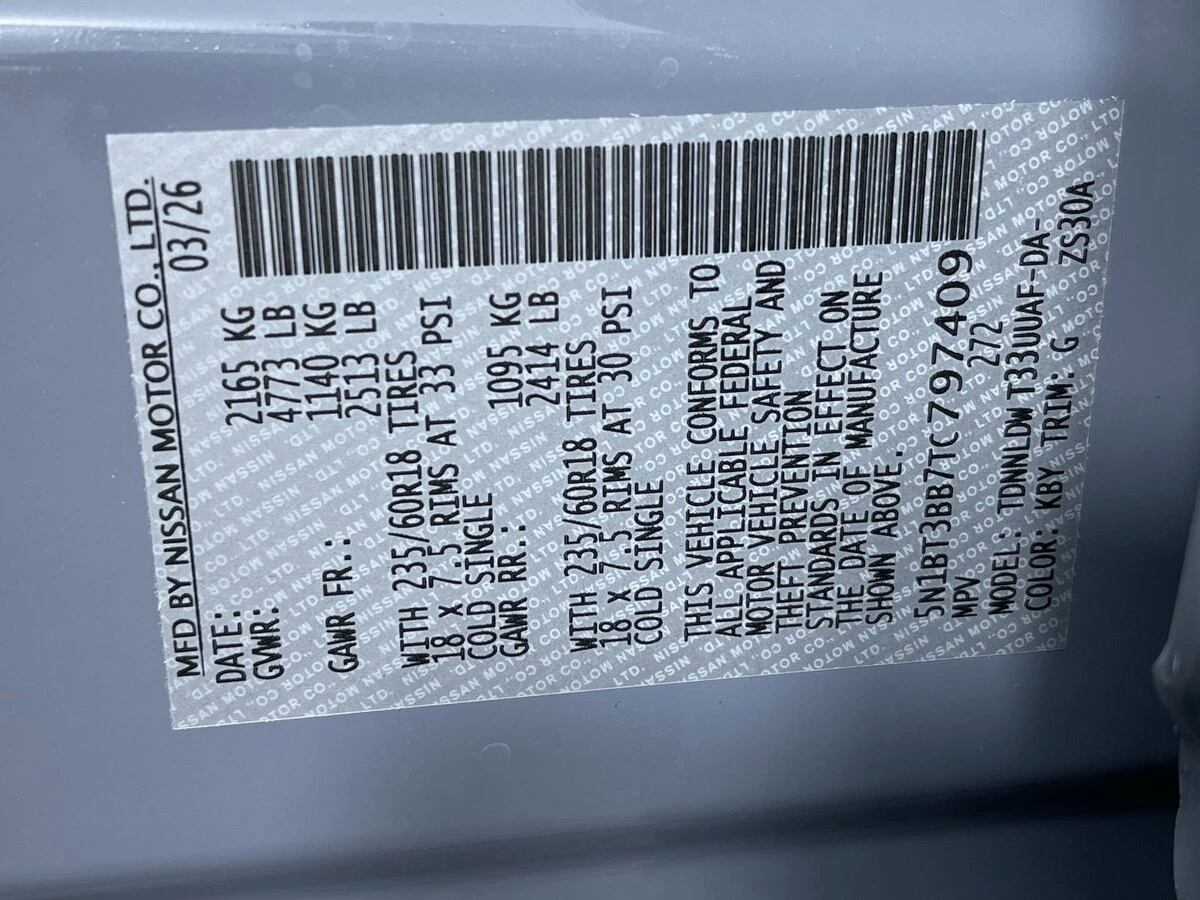 MFD BY NISSAN MOTOR CO., LTD.
DATE: 03/26
GVWR: 2165 KG
4773 LB
GAWR FR.: 1140 KG
2513 LB
WITH 235/60R18 TIRES
18 X 7.5 RIMS AT 33 PSI
COLD SINGLE
GAWR RR.: 1095 KG
2414 LB
WITH 235/60R18 TIRES
18 X 7.5 RIMS AT 30 PSI
COLD SINGLE
THIS VEHICLE CONFORMS TO
ALL APPLICABLE FEDERAL
MOTOR VEHICLE SAFETY AND
THEFT PREVENTION
STANDARDS IN EFFECT ON
THE DATE OF MANUFACTURE
SHOWN ABOVE.
5N1BT3BB7TC797409
MPV 272
MODEL: TDNNLDWT33UUAF-DA-
COLOR: KBY TRIM: G ZS30A